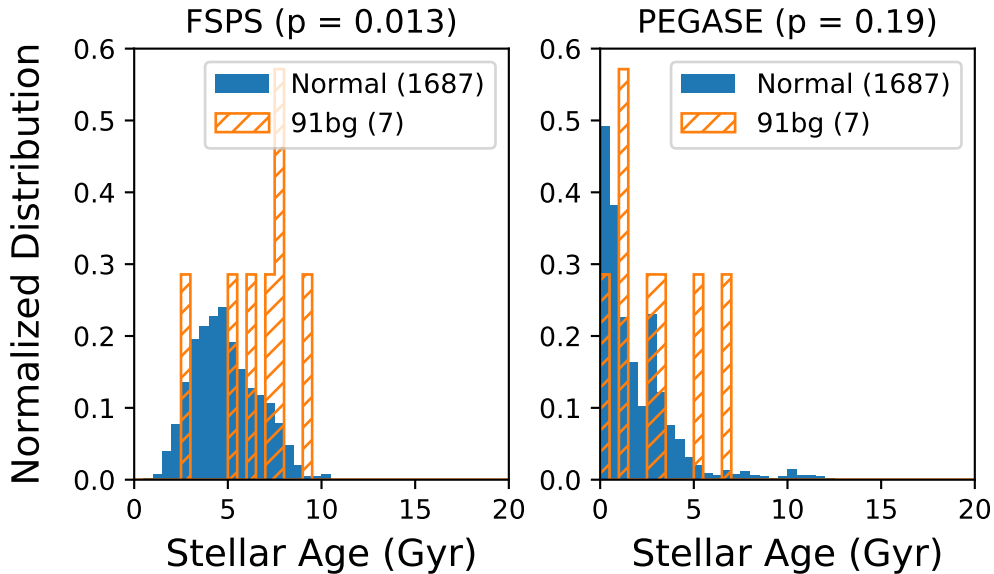 FSPS (p = 0.013)
PEGASE (p = 0.19)
Normalized Distribution
0.6
0.5
0.4
0.3
0.2
0.1
0.0
Normal (1687)
91bg (7)
0 5 10 15 20
Stellar Age (Gyr)
0.6
0.5
0.4
0.3
0.2
0.1
0.0
Normal (1687)
91bg (7)
0 5 10 15 20
Stellar Age (Gyr)